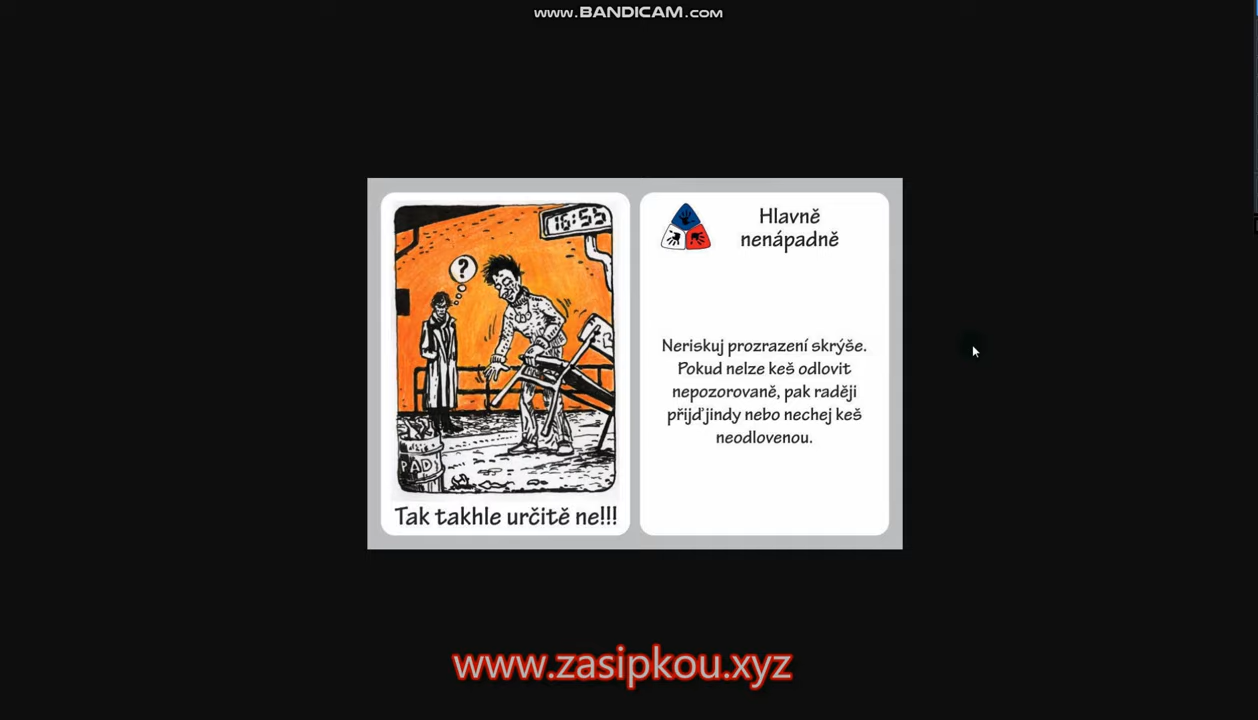 www.BANDICAM.com
16:55
?
PADY
Tak takhle určitě ne!!!
Hlavně
nenápadně
Neriskuj prozrazení skrýše.
Pokud nelze keš odlovit
nepozorovaně, pak raději
přijď jindy nebo nechej keš
neodlovenou.
www.zasipkou.xyz